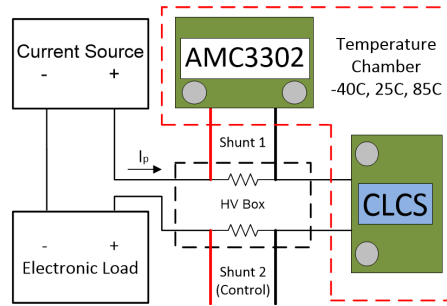 Current Source
- +
AMC3302
Temperature
Chamber
-40C, 25C, 85C
Shunt 1
Ip
HV Box
CLCS
- +
Electronic Load
Shunt 2
(Control)